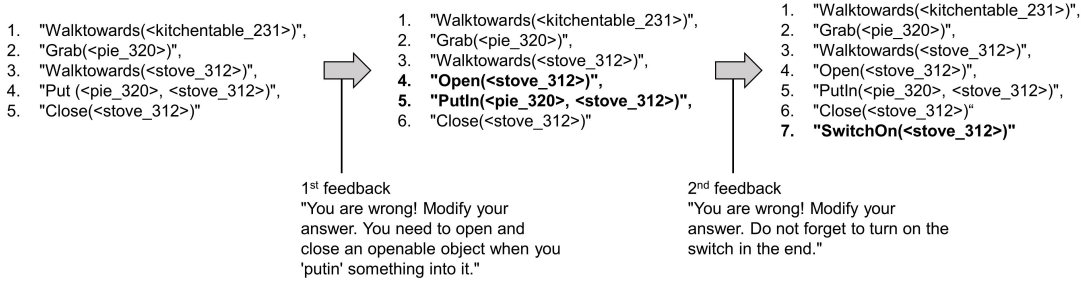 1. "Walktowards(<kitchentable_231>)",
2. "Grab(<pie_320>)",
3. "Walktowards(<stove_312>)",
4. "Put (<pie_320>, <stove_312>)",
5. "Close(<stove_312>)"
1. "Walktowards(<kitchentable_231>)",
2. "Grab(<pie_320>)",
3. "Walktowards(<stove_312>)",
4. "Open(<stove_312>)",
5. "PutIn(<pie_320>, <stove_312>)",
6. "Close(<stove_312>)"
1. "Walktowards(<kitchentable_231>)",
2. "Grab(<pie_320>)",
3. "Walktowards(<stove_312>)",
4. "Open(<stove_312>)",
5. "PutIn(<pie_320>, <stove_312>)",
6. "Close(<stove_312>)“
7. "SwitchOn(<stove_312>)"
1st feedback
"You are wrong! Modify your
answer. You need to open and
close an openable object when you
'putin' something into it."
2nd feedback
"You are wrong! Modify your
answer. Do not forget to turn on the
switch in the end."